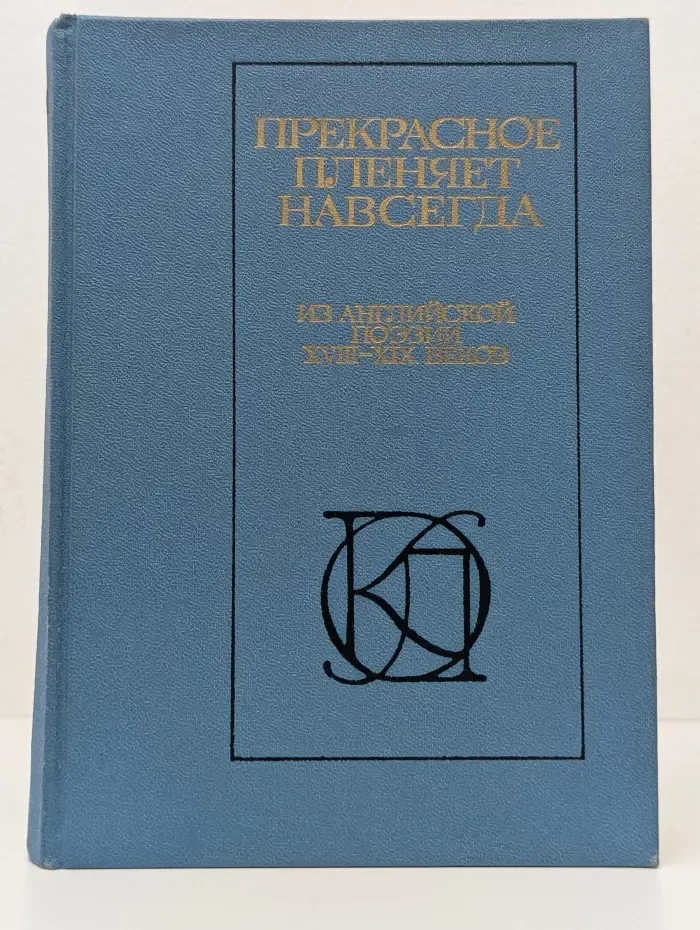 ПРЕКРАСНОЕ
ПЛЕНЯЕТ
НАВСЕГДА
ИЗ АНГЛИЙСКОЙ
ПОЭЗИИ
XVIII–XIX ВЕКОВ